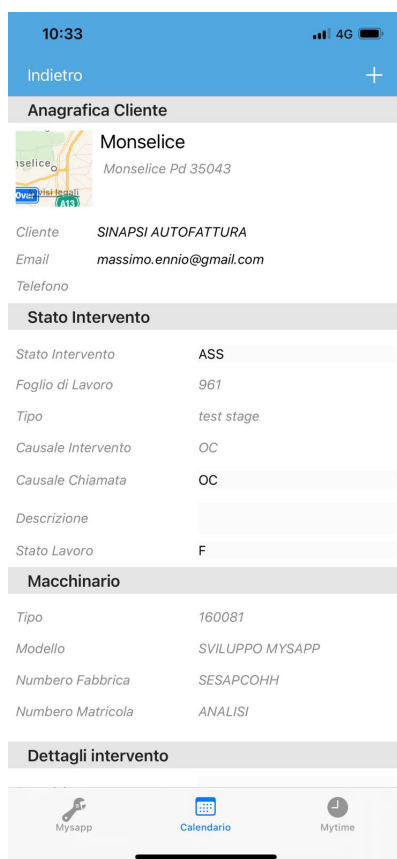 10:33
4G
Indietro
+
Anagrafica Cliente
nselice
Monselice
Monselice Pd 35043
A13
Cliente SINAPSI AUTOFATTURA
Email massimo.ennio@gmail.com
Telefono
Stato Intervento
Stato Intervento ASS
Foglio di Lavoro 961
Tipo test stage
Causale Intervento OC
Causale Chiamata OC
Descrizione
Stato Lavoro F
Macchinario
Tipo 160081
Modello SVILUPPO MYSAPP
Numbero Fabbrica SESAPCOHH
Numbero Matricola ANALISI
Dettagli intervento
Mysapp Calendario Mytime